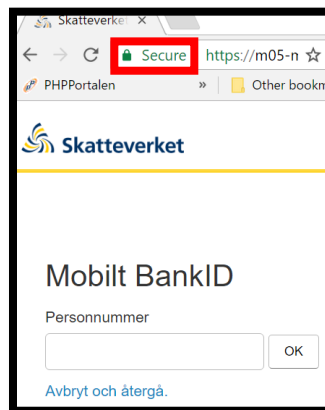 Skatteverket
Secure https://m05-n
PHPPortalen » Other bookm
Skatteverket
Mobilt BankID
Personnummer
OK
Avbryt och återgå.